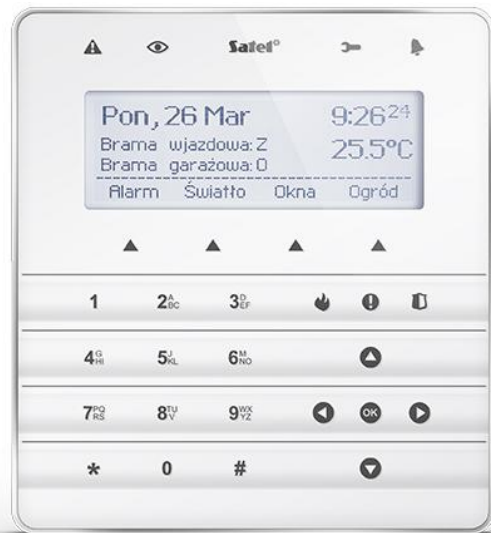 Satel®
Pon, 26 Mar 9:26 24
Brama wjazdowa: Z 25.5°C
Brama garażowa: O
Alarm Światło Okna Ogród
1 2 ABC 3 DEF
4 GHI 5 JKL 6 MNO
7 PQRS 8 TUV 9 WXYZ OK
* 0 #